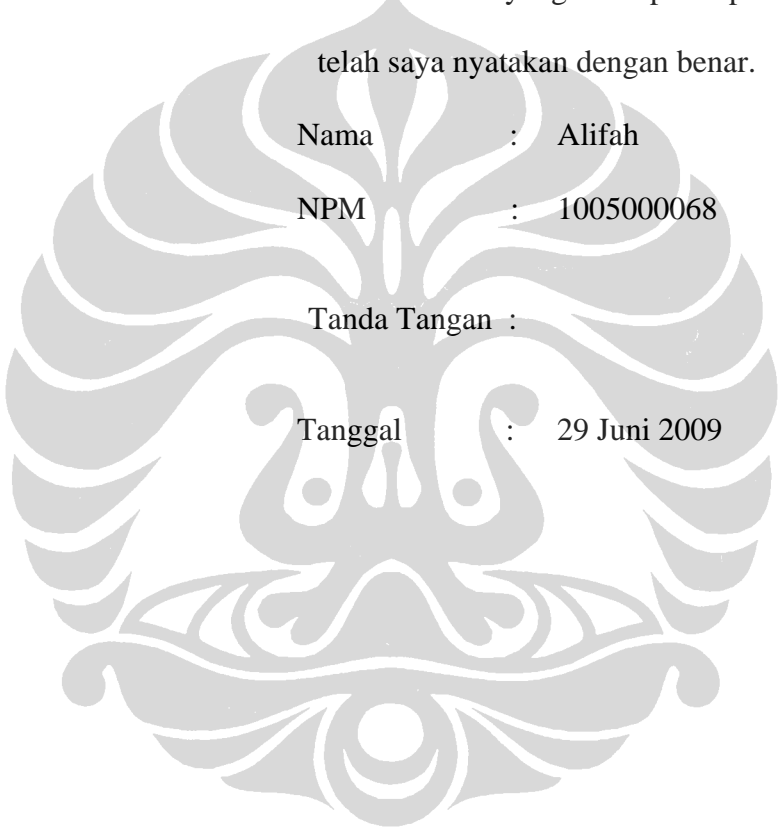 telah saya nyatakan dengan benar.
Nama : Alifah
NPM : 1005000068
Tanda Tangan :
Tanggal : 29 Juni 2009